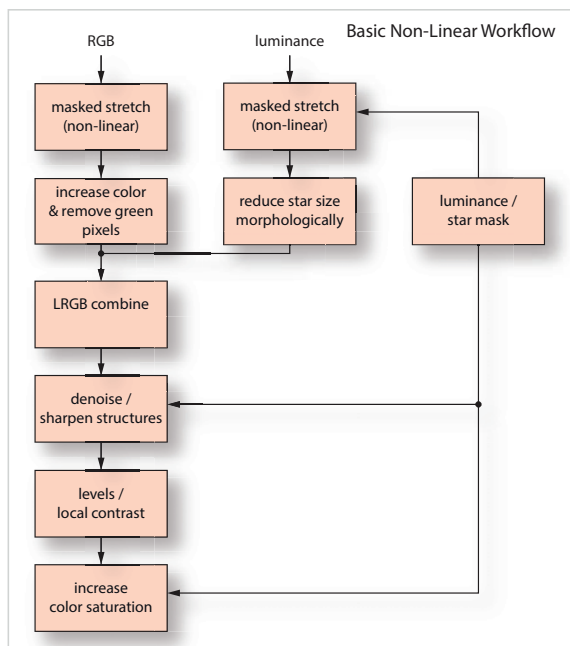 Basic Non-Linear Workflow
RGB
luminance
masked stretch
(non-linear)
masked stretch
(non-linear)
increase color
& remove green
pixels
reduce star size
morphologically
luminance /
star mask
LRGB combine
denoise /
sharpen structures
levels /
local contrast
increase
color saturation